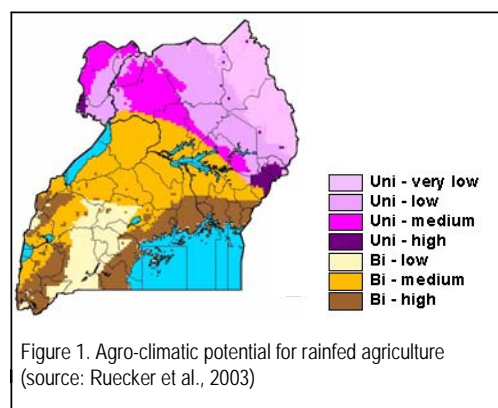 Uni - very low
Uni - low
Uni - medium
Uni - high
Bi - low
Bi - medium
Bi - high
Figure 1. Agro-climatic potential for rainfed agriculture
(source: Ruecker et al., 2003)